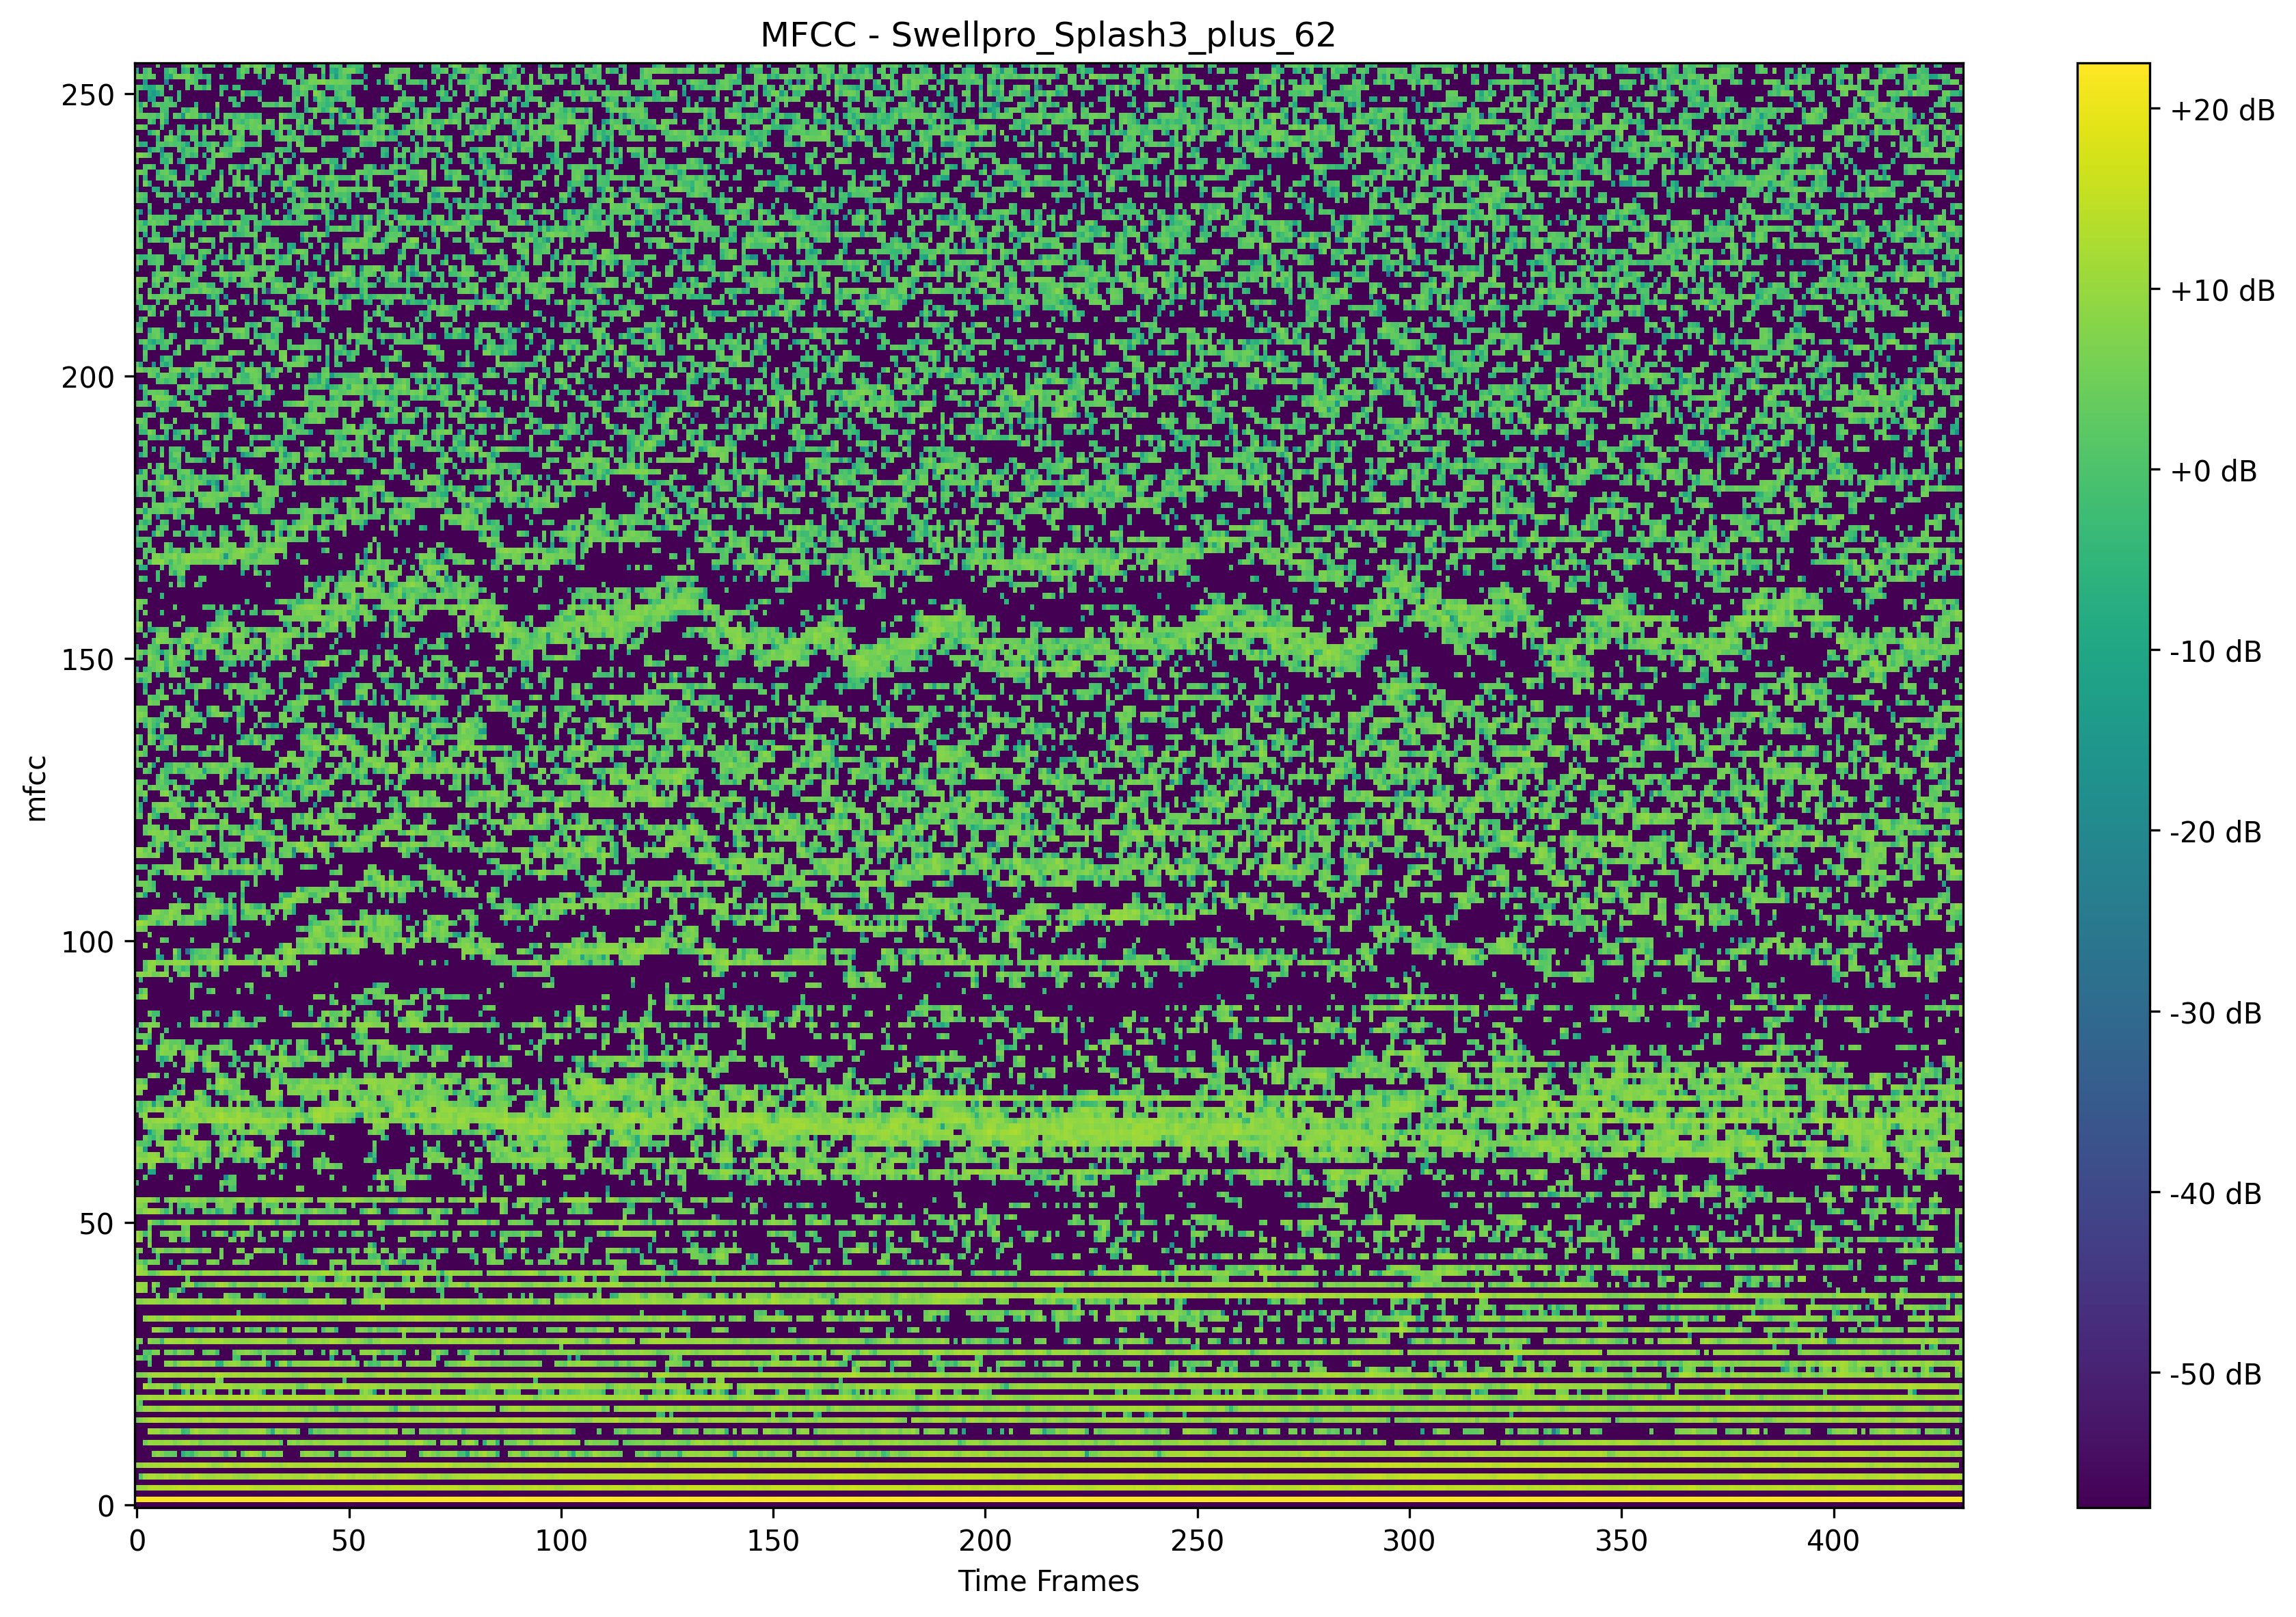 MFCC - Swellpro_Splash3_plus_62
250
200
150
100
50
0
mfcc
0 50 100 150 200 250 300 350 400
Time Frames
+20 dB
+10 dB
+0 dB
-10 dB
-20 dB
-30 dB
-40 dB
-50 dB